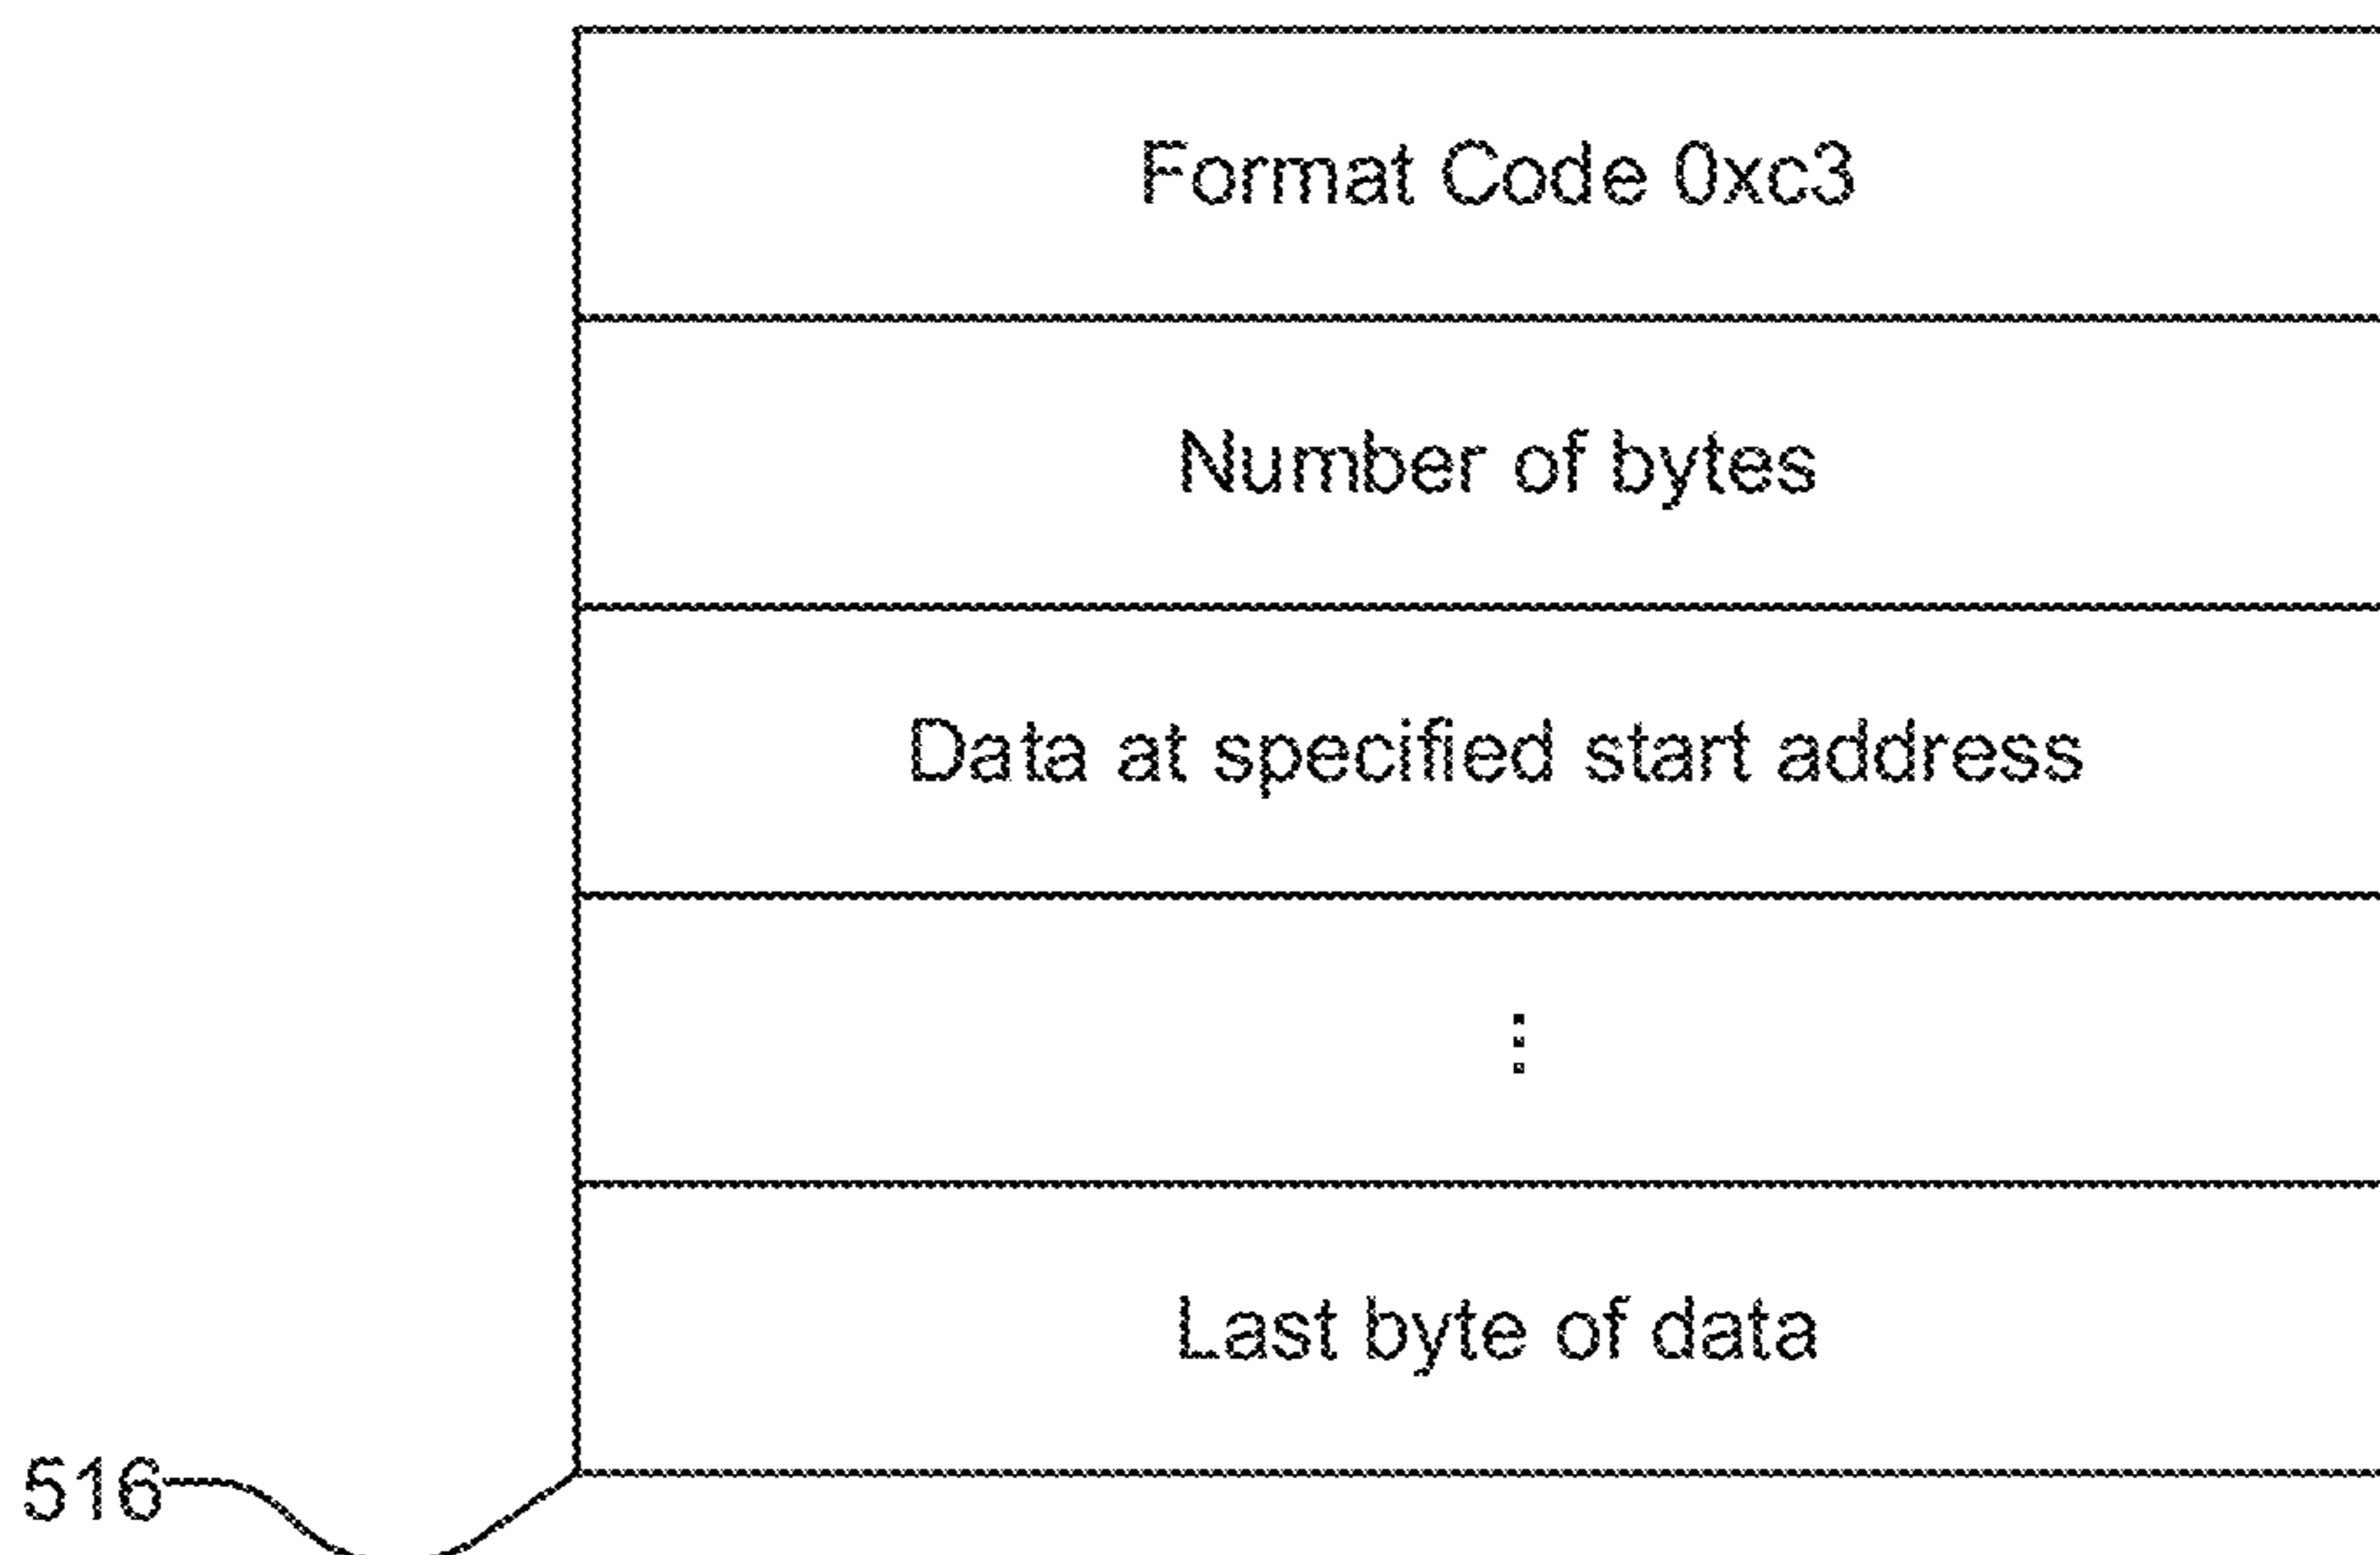 Format Code 0xc3
Number of bytes
Data at specified start address
⋮
Last byte of data
516